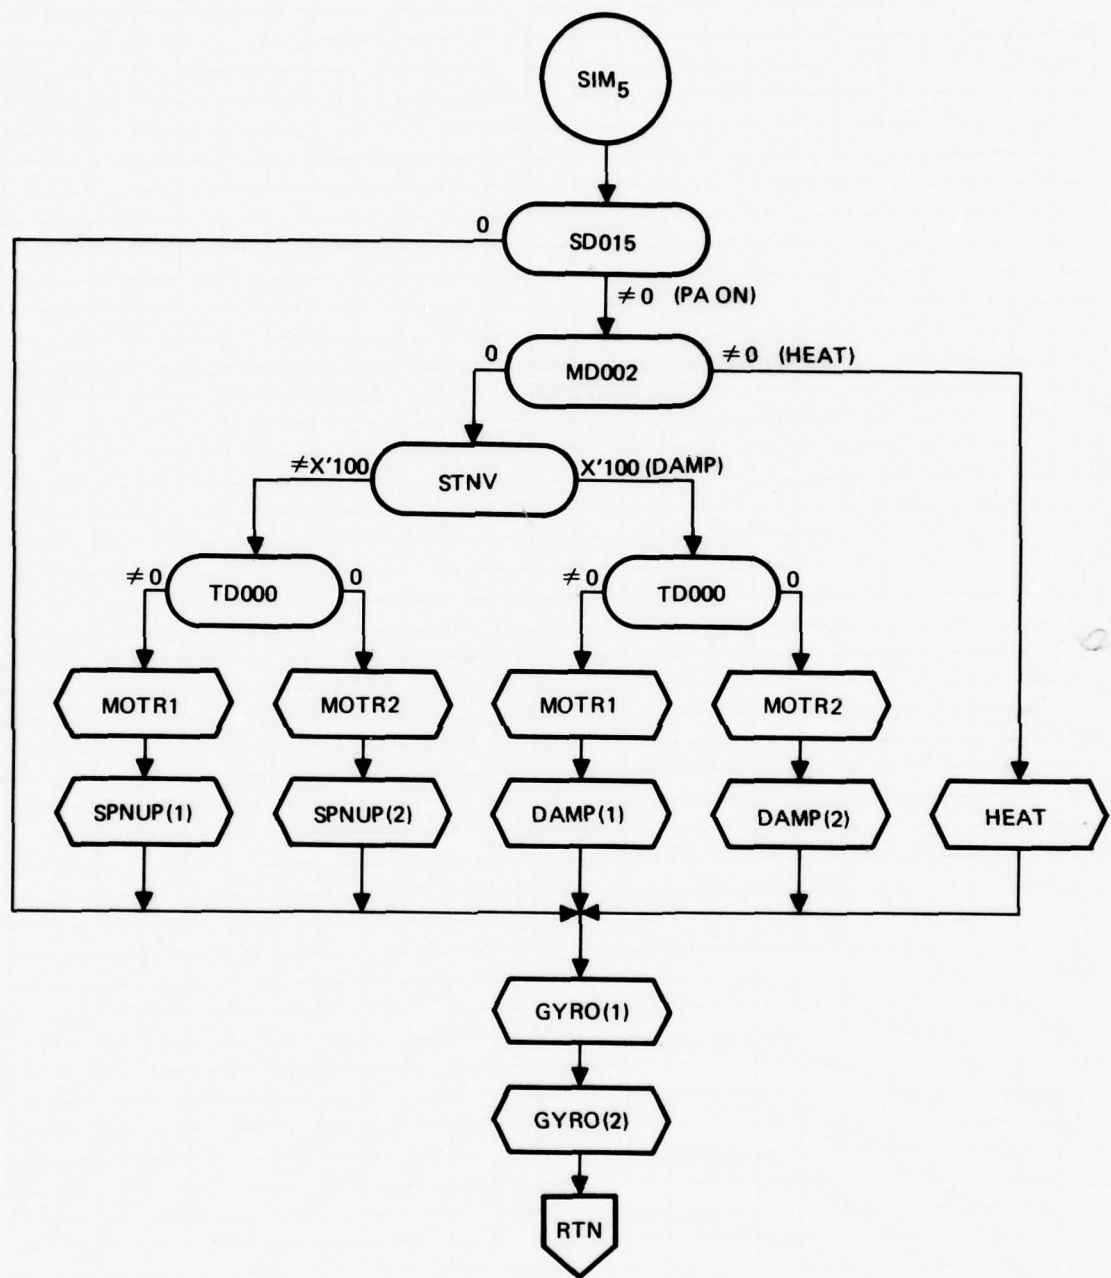 SIM5
0
SD015
≠0 (PA ON)
0
MD002
≠0 (HEAT)
≠X'100
STNV
X'100 (DAMP)
≠0
TD000
0
≠0
TD000
0
MOTR1
MOTR2
MOTR1
MOTR2
SPNUP(1)
SPNUP(2)
DAMP(1)
DAMP(2)
HEAT
GYRO(1)
GYRO(2)
RTN